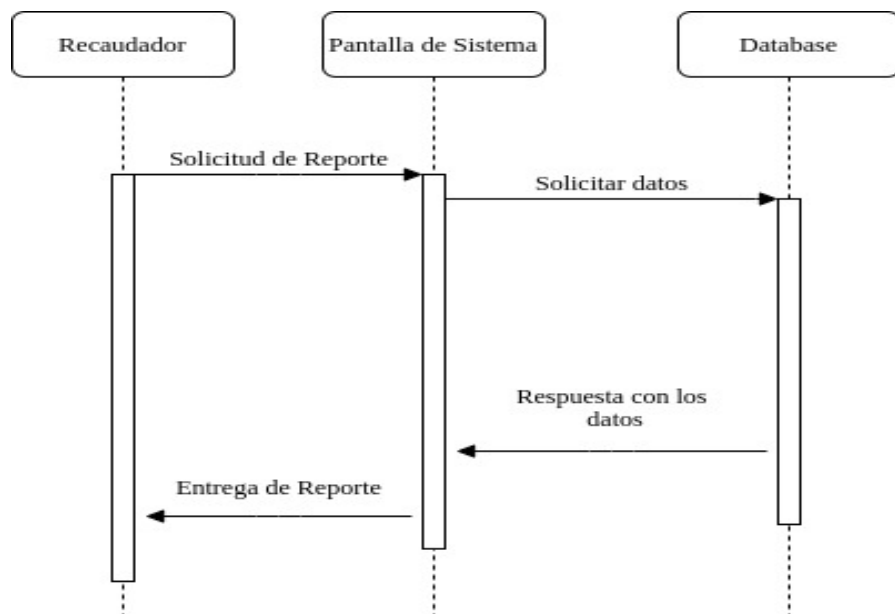 Recaudador
Pantalla de Sistema
Database
Solicitud de Reporte
Solicitar datos
Respuesta con los
datos
Entrega de Reporte